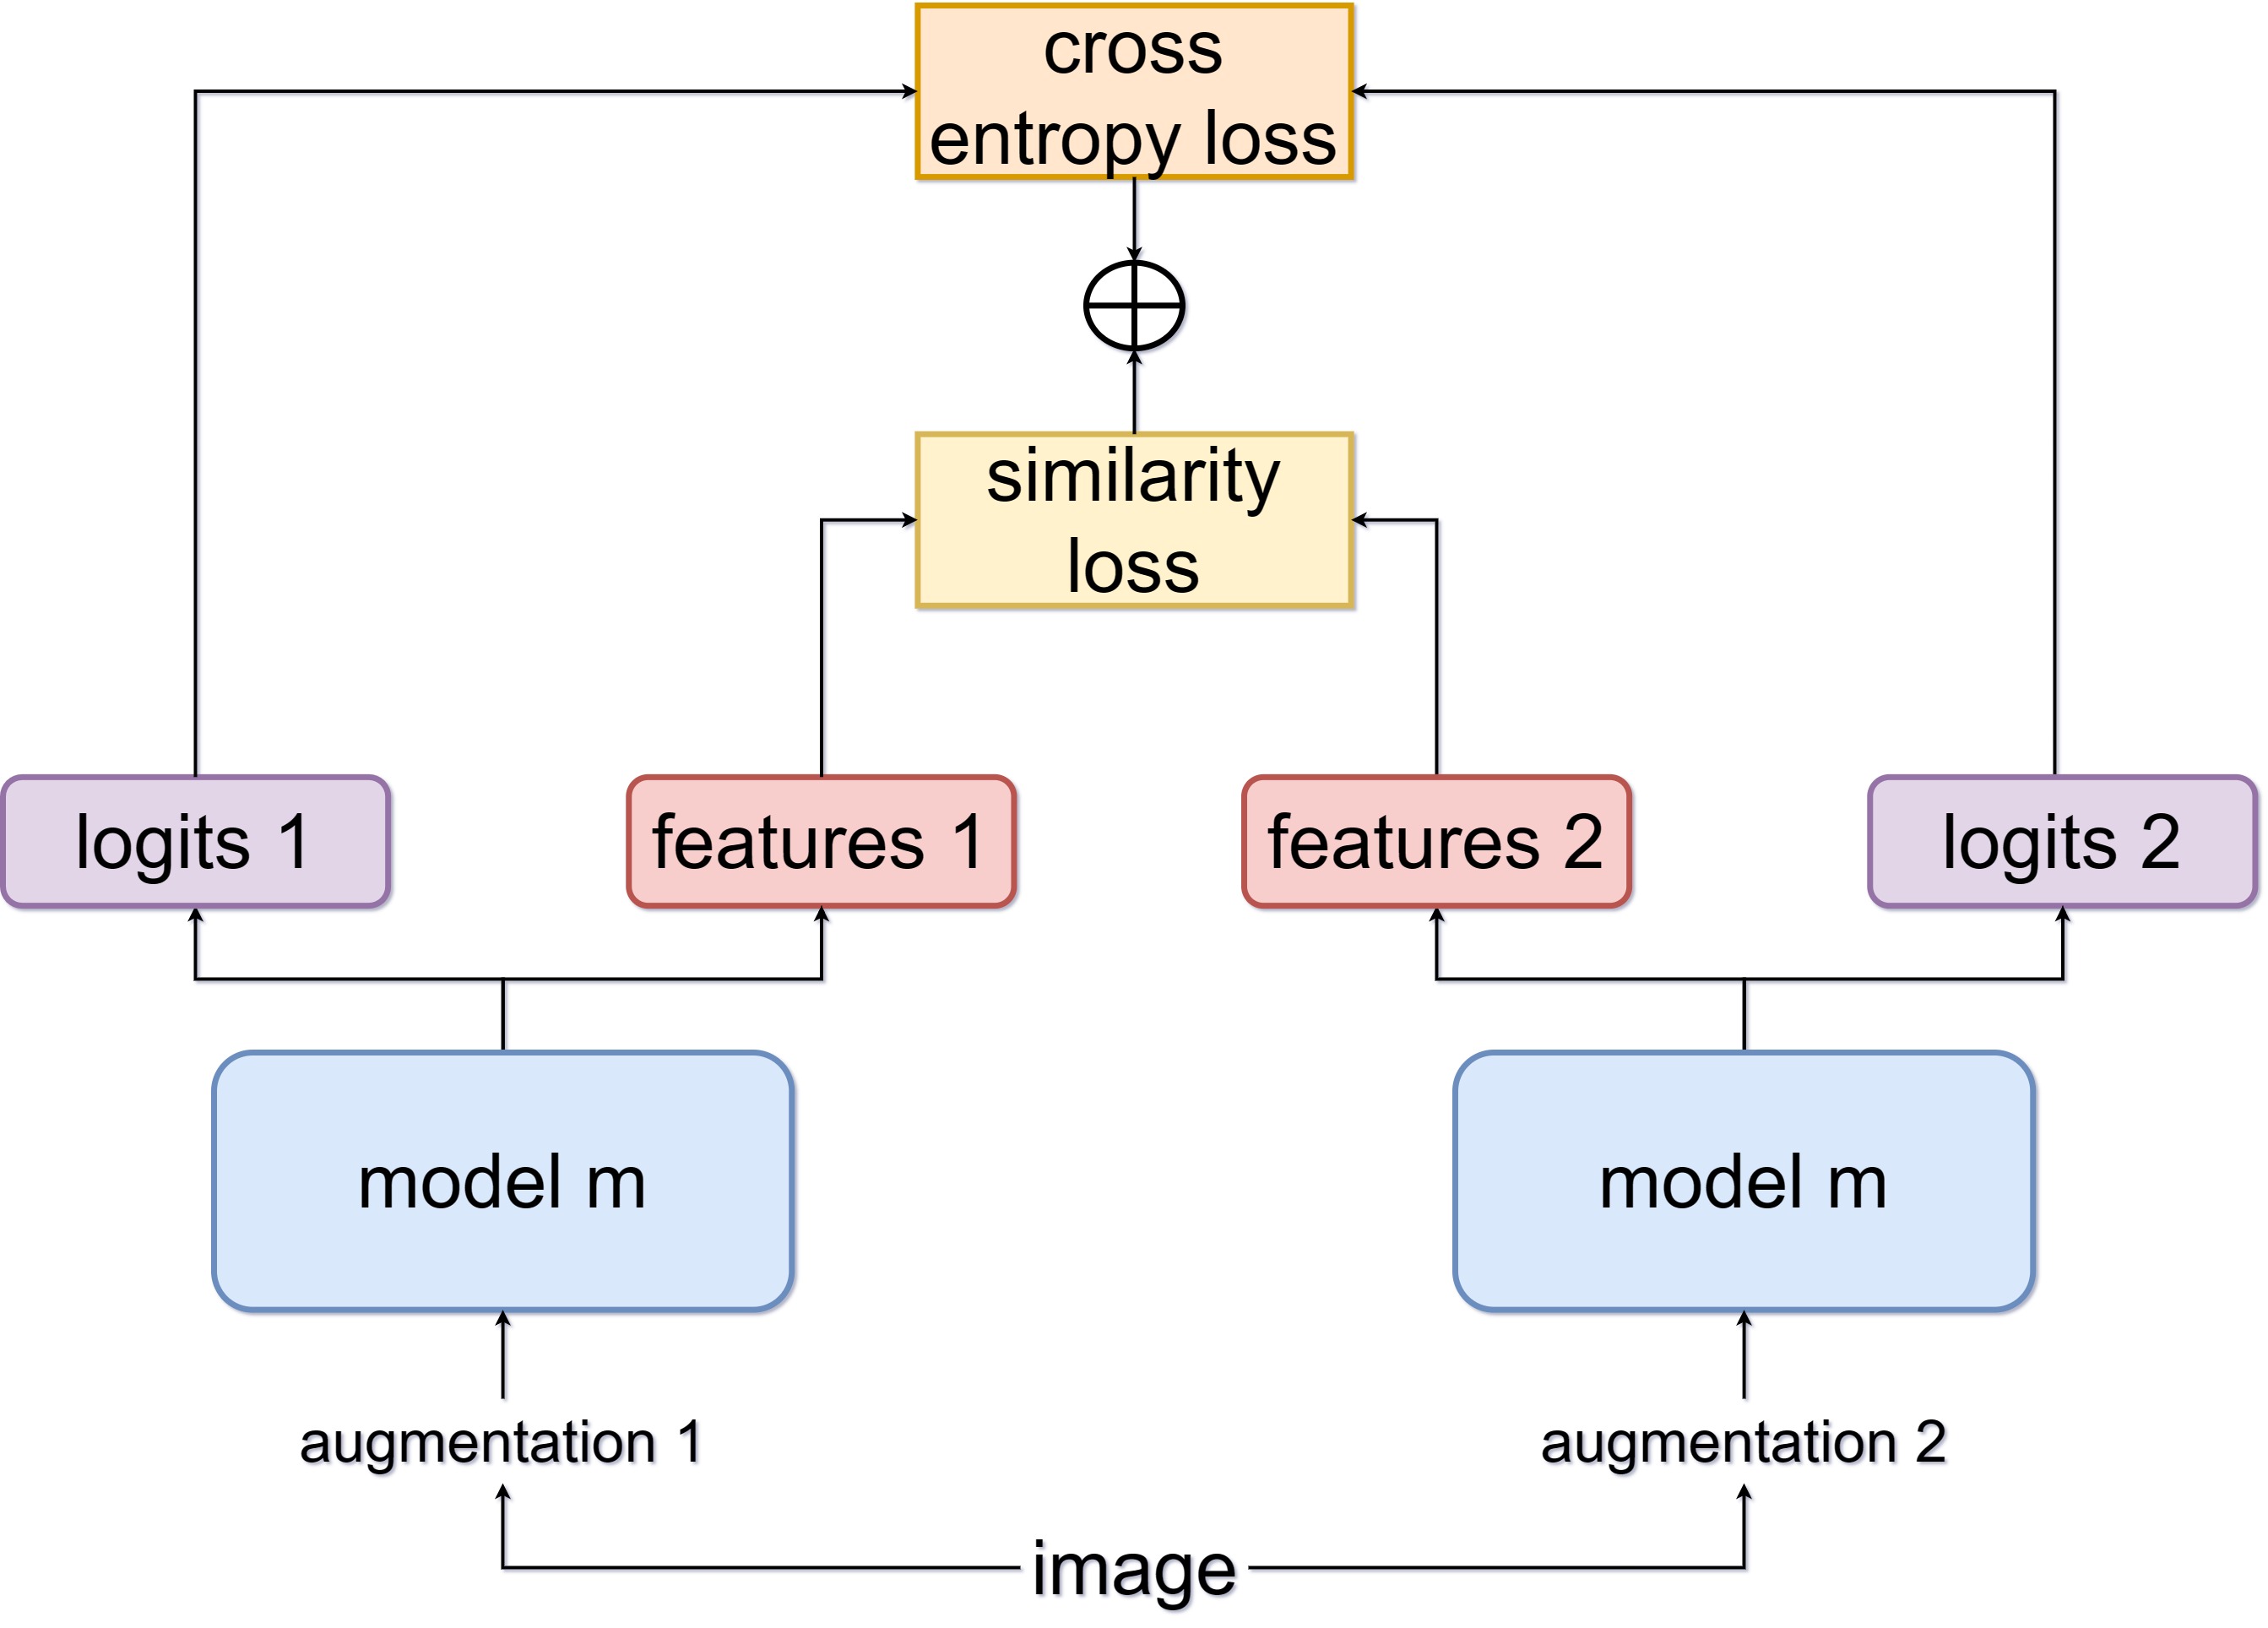 cross
entropy loss
similarity
loss
logits 1
features 1
features 2
logits 2
model m
model m
augmentation 1
augmentation 2
image